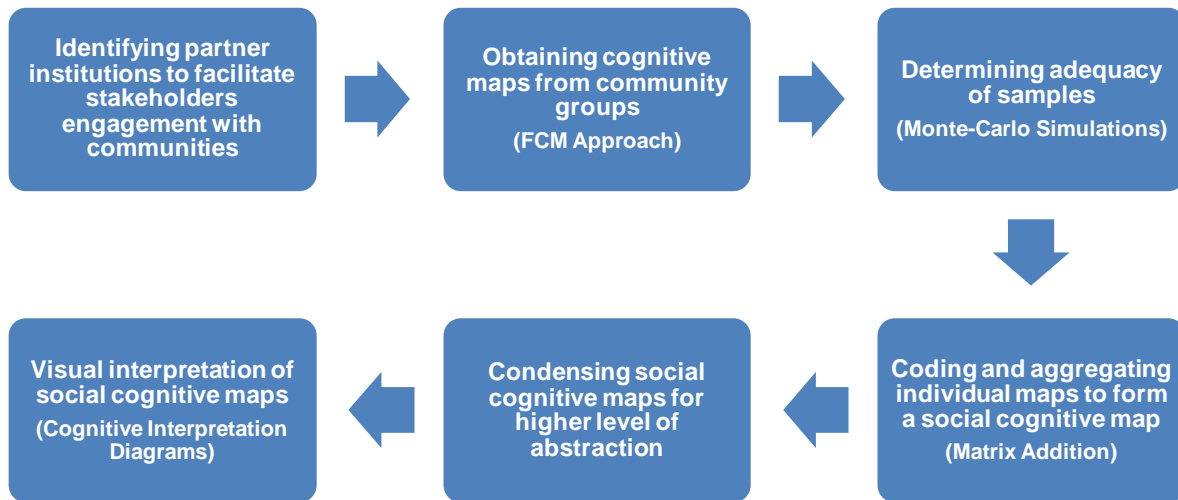 Identifying partner
institutions to facilitate
stakeholders
engagement with
communities
Obtaining cognitive
maps from community
groups
(FCM Approach)
Determining adequacy
of samples
(Monte-Carlo Simulations)
Coding and aggregating
individual maps to form
a social cognitive map
(Matrix Addition)
Condensing social
cognitive maps for
higher level of
abstraction
Visual interpretation of
social cognitive maps
(Cognitive Interpretation
Diagrams)